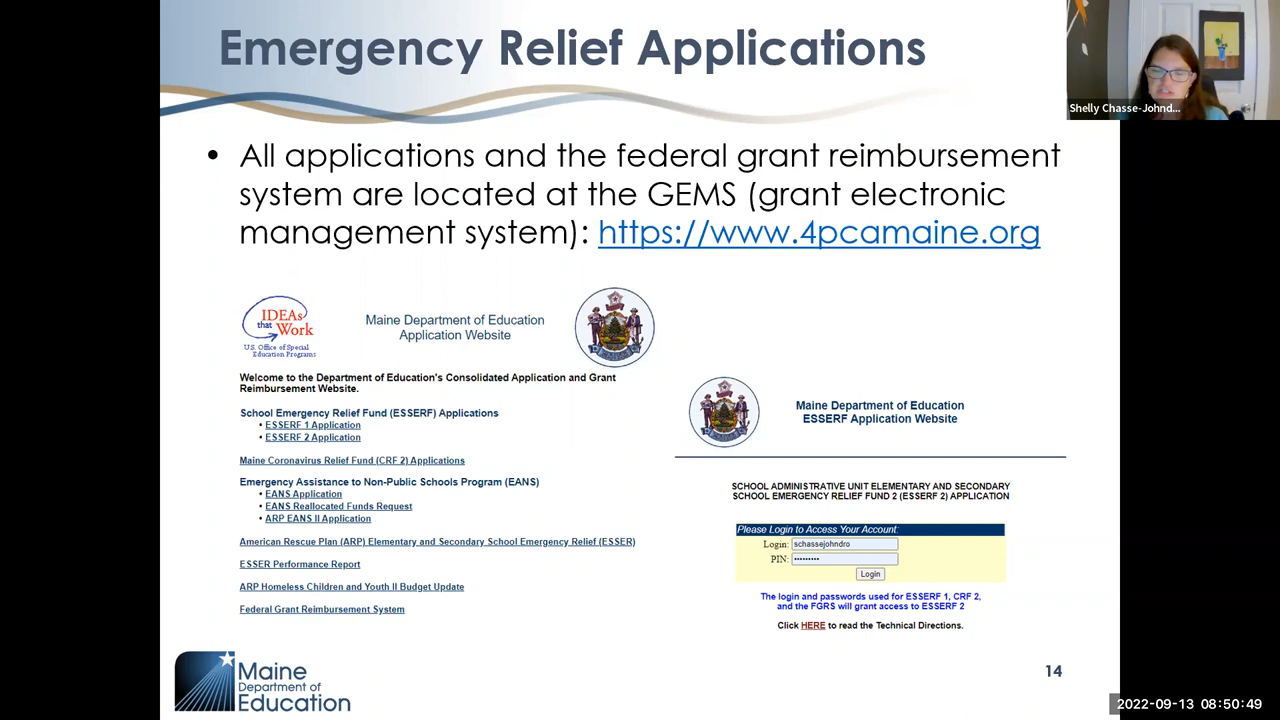 Emergency Relief Applications
Shelly Chasse-Johnd...
• All applications and the federal grant reimbursement
system are located at the GEMS (grant electronic
management system): https://www.4pcamaine.org
IDEAs
that Work
U.S. Office of Special
Education Programs
Maine Department of Education
Application Website
Welcome to the Department of Education's Consolidated Application and Grant
Reimbursement Website.
School Emergency Relief Fund (ESSERF) Applications
• ESSERF 1 Application
• ESSERF 2 Application
Maine Coronavirus Relief Fund (CRF 2) Applications
Emergency Assistance to Non-Public Schools Program (EANS)
• EANS Application
• EANS Reallocated Funds Request
• ARP EANS II Application
American Rescue Plan (ARP) Elementary and Secondary School Emergency Relief (ESSER)
ESSER Performance Report
ARP Homeless Children and Youth II Budget Update
Federal Grant Reimbursement System
Maine Department of Education
ESSERF Application Website
SCHOOL ADMINISTRATIVE UNIT ELEMENTARY AND SECONDARY
SCHOOL EMERGENCY RELIEF FUND 2 (ESSERF 2) APPLICATION
Please Login to Access Your Account:
Login: schassejohndro
PIN: •••••••••
Login
The login and passwords used for ESSERF 1, CRF 2,
and the FGRS will grant access to ESSERF 2
Click HERE to read the Technical Directions.
Maine
Department of
Education
14
2022-09-13 08:50:49